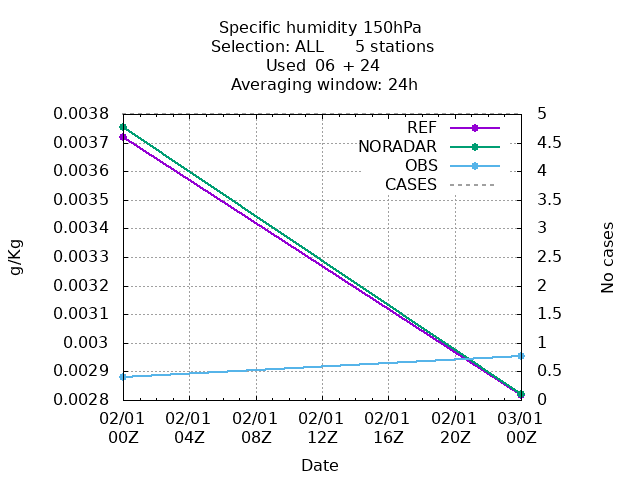 Specific humidity 150hPa
Selection: ALL 5 stations
Used 06 + 24
Averaging window: 24h
0.0038 5
REF
0.0037 4.5
NORADAR
0.0036 4
OBS
CASES
0.0035 3.5
0.0034 3
g/Kg
No cases
0.0033 2.5
0.0032 2
0.0031 1.5
0.003 1
0.0029 0.5
0.0028 0
02/01 02/01 02/01 02/01 02/01 02/01 03/01
00Z 04Z 08Z 12Z 16Z 20Z 00Z
Date